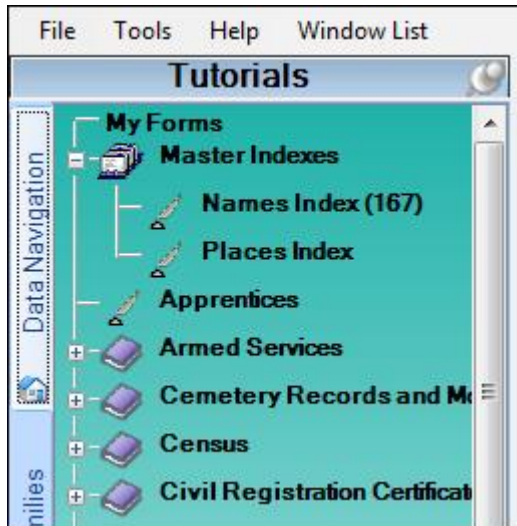 File Tools Help Window List
Tutorials
Data Navigation
My Forms
Master Indexes
Names Index (167)
Places Index
Apprentices
Armed Services
Cemetery Records and
Census
Civil Registration